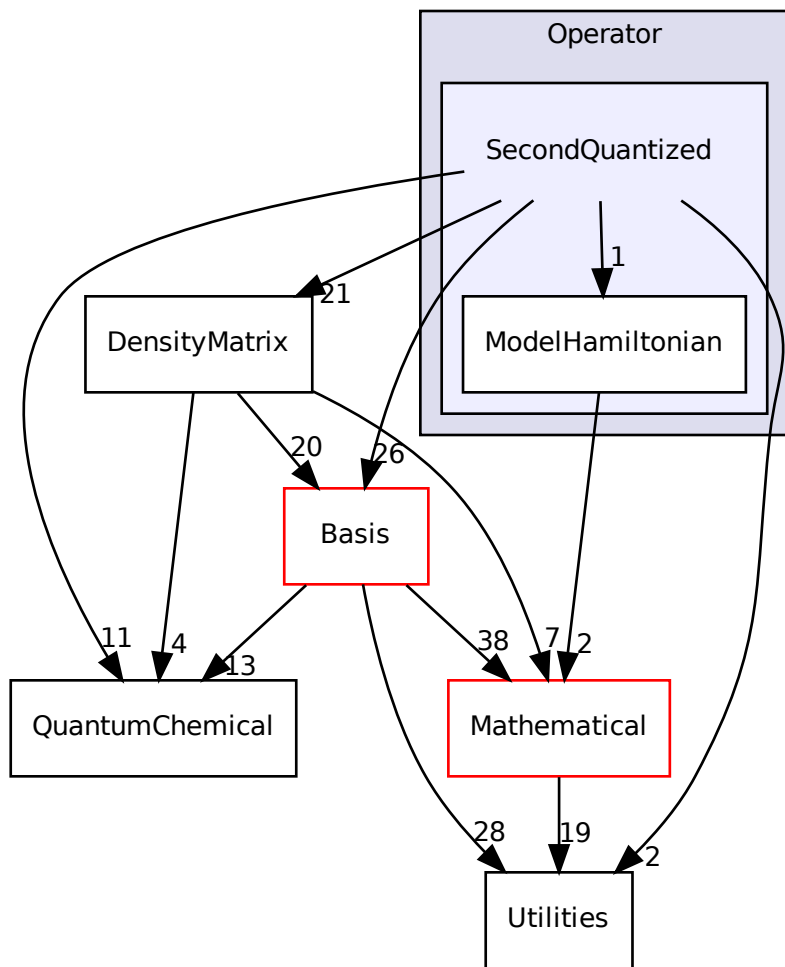 Operator
SecondQuantized
1
21
DensityMatrix
ModelHamiltonian
20
26
Basis
11
4
13
38
7
2
QuantumChemical
Mathematical
28
19
2
Utilities